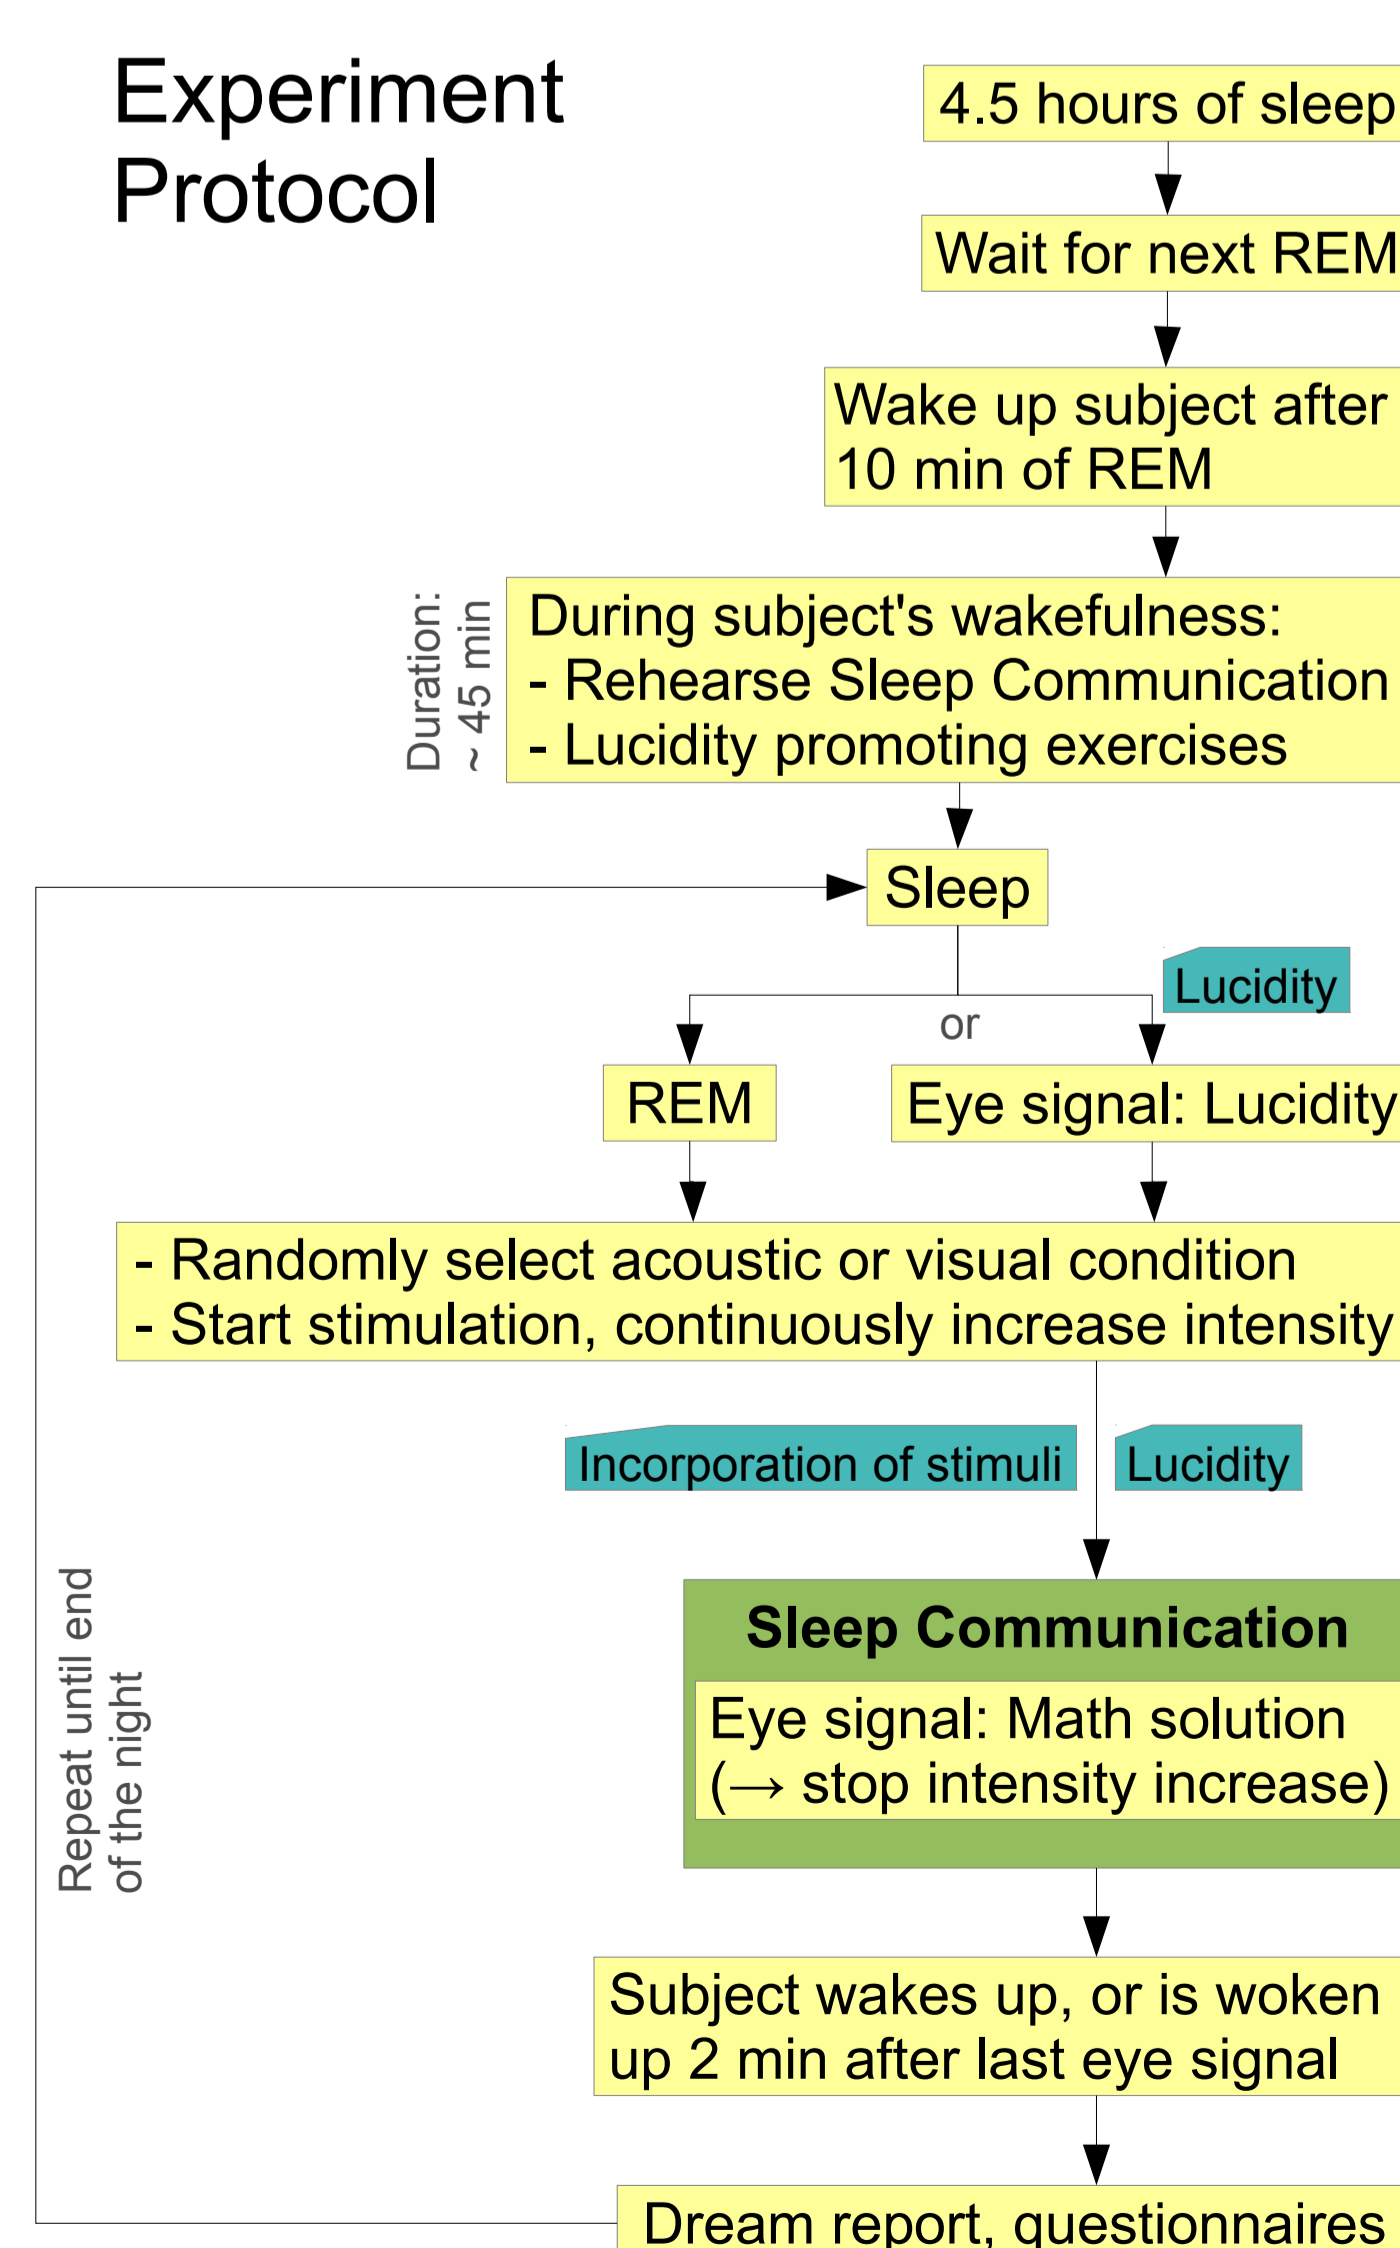 Experiment
Protocol
4.5 hours of sleep
Wait for next REM
Wake up subject after
10 min of REM
Duration:
~ 45 min
During subject's wakefulness:
- Rehearse Sleep Communication
- Lucidity promoting exercises
Sleep
Lucidity
or
REM
Eye signal: Lucidity
- Randomly select acoustic or visual condition
- Start stimulation, continuously increase intensity
Incorporation of stimuli
Lucidity
Repeat until end
of the night
Sleep Communication
Eye signal: Math solution
(→ stop intensity increase)
Subject wakes up, or is woken
up 2 min after last eye signal
Dream report, questionnaires